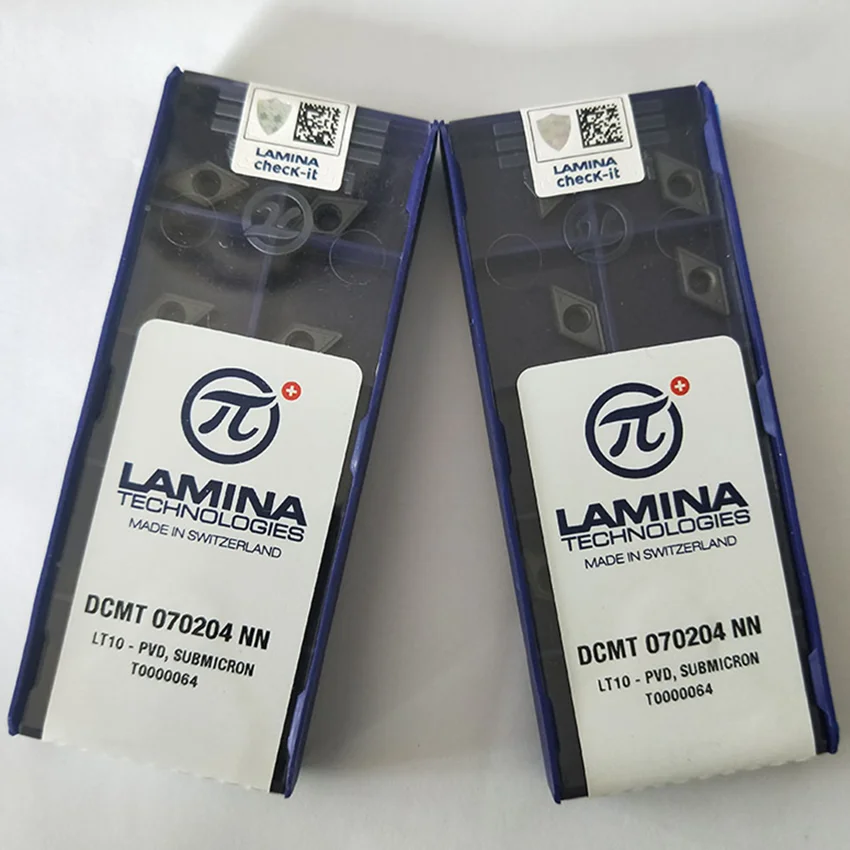 LAMINA
check-it
π
LAMINA
TECHNOLOGIES
MADE IN SWITZERLAND
DCMT 070204 NN
LT10 - PVD, SUBMICRON
T0000064
LAMINA
check-it
π
LAMINA
TECHNOLOGIES
MADE IN SWITZERLAND
DCMT 070204 NN
LT10 - PVD, SUBMICRON
T0000064